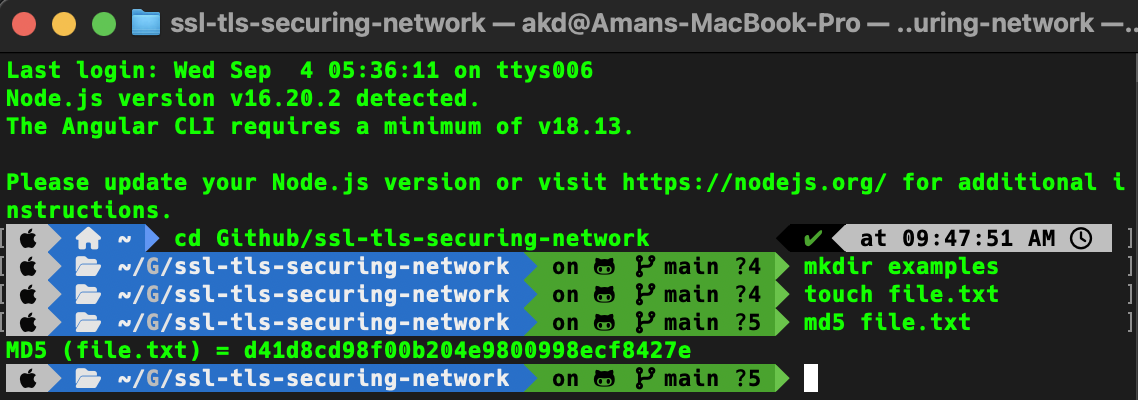 ssl-tls-securing-network — akd@Amans-MacBook-Pro — ..uring-network —...
Last login: Wed Sep  4 05:36:11 on ttys006
Node.js version v16.20.2 detected.
The Angular CLI requires a minimum of v18.13.
Please update your Node.js version or visit https://nodejs.org/ for additional i
nstructions.
[ ~ cd Github/ssl-tls-securing-network ✔ at 09:47:51 AM ]
[ ~/G/ssl-tls-securing-network on main ?4 mkdir examples ]
[ ~/G/ssl-tls-securing-network on main ?4 touch file.txt ]
[ ~/G/ssl-tls-securing-network on main ?5 md5 file.txt ]
MD5 (file.txt) = d41d8cd98f00b204e9800998ecf8427e
~/G/ssl-tls-securing-network on main ?5